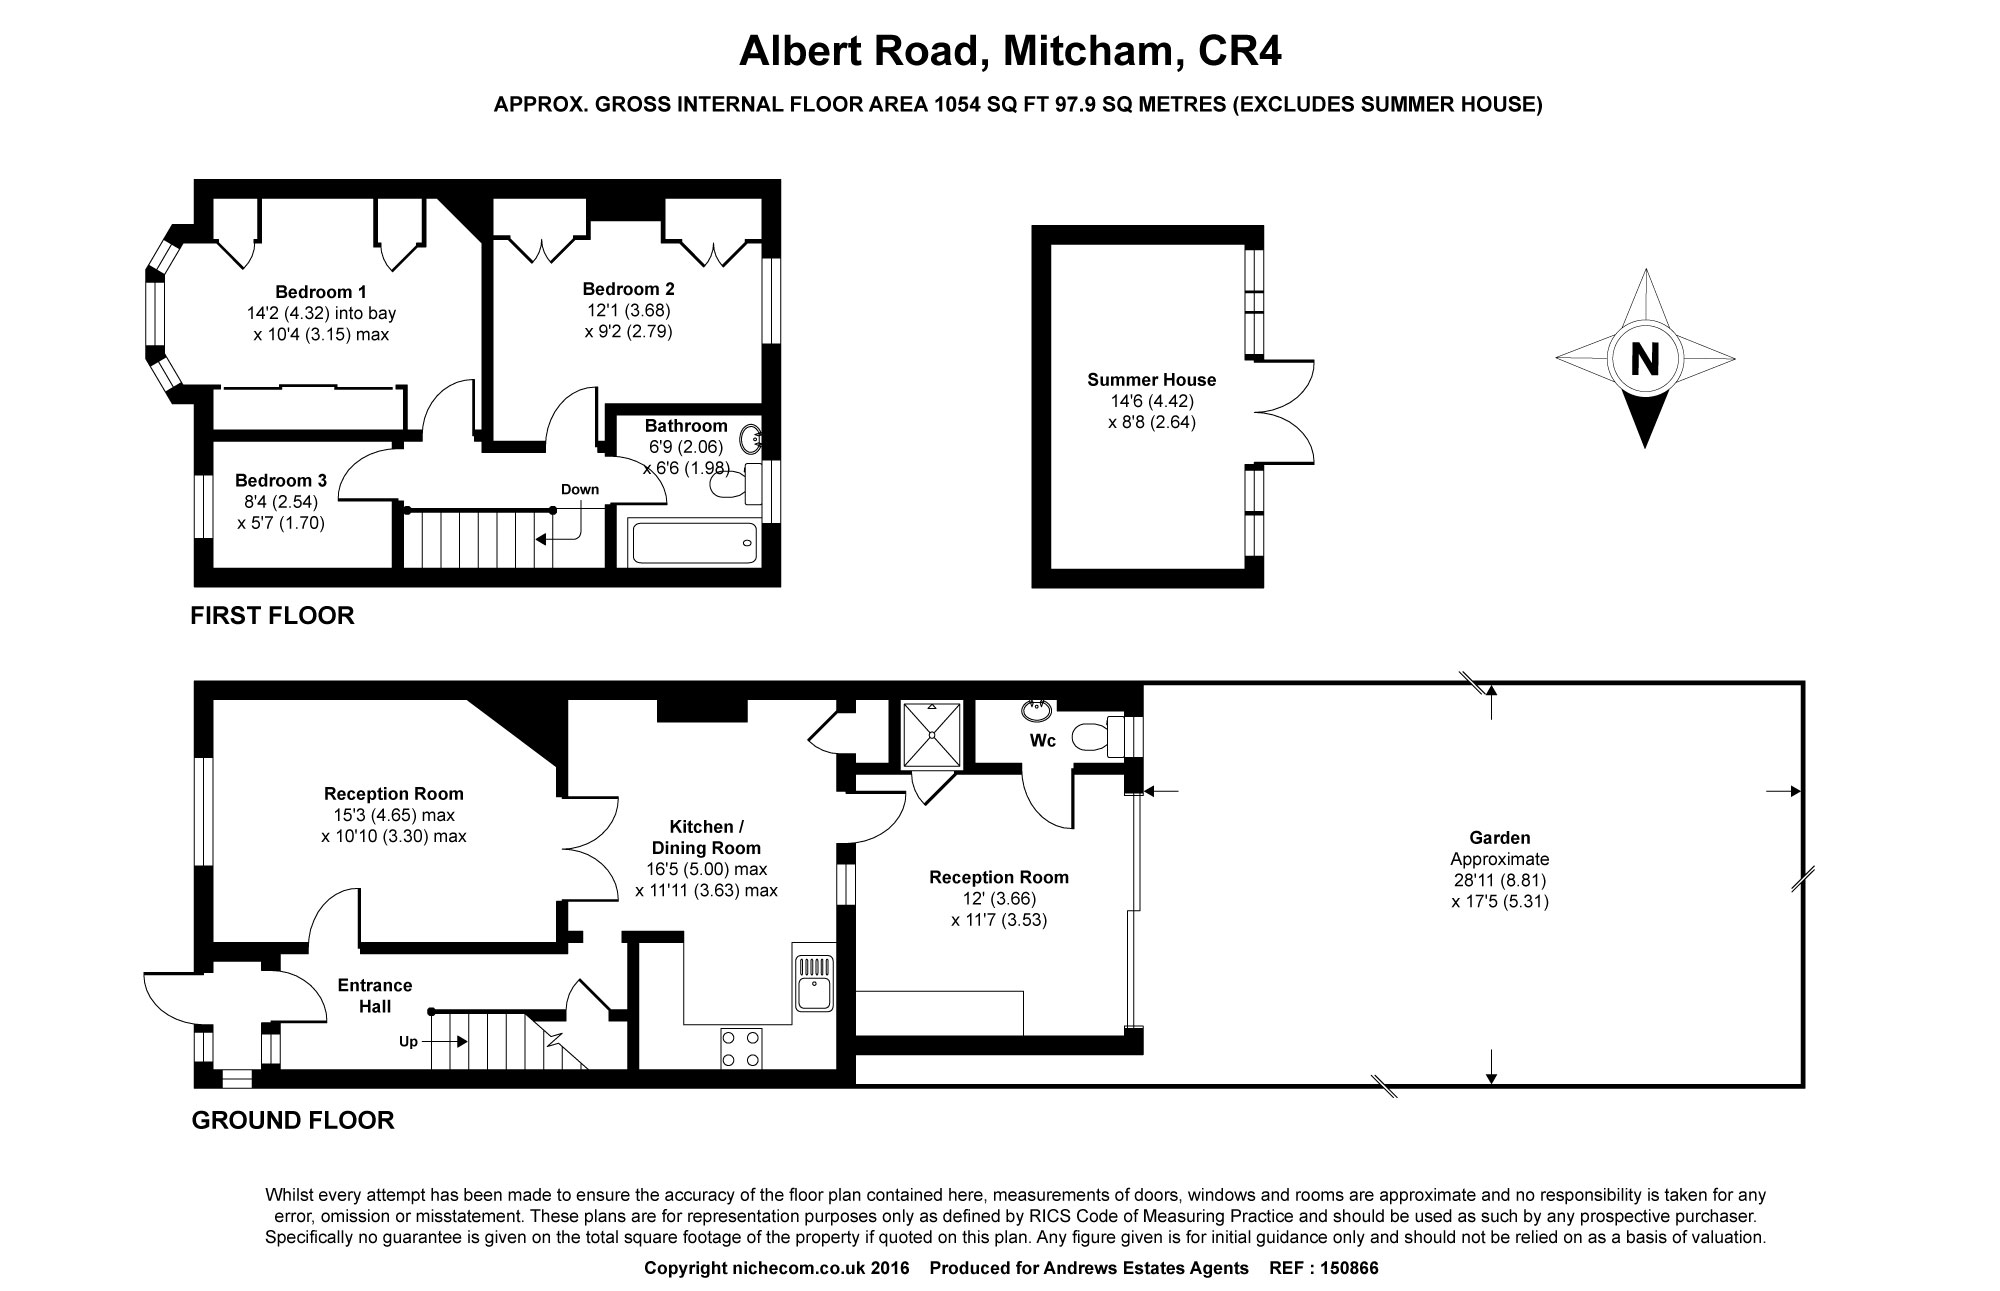 Albert Road, Mitcham, CR4
APPROX. GROSS INTERNAL FLOOR AREA 1054 SQ FT 97.9 SQ METRES (EXCLUDES SUMMER HOUSE)
Bedroom 1
14'2 (4.32) into bay
x 10'4 (3.15) max
Bedroom 2
12'1 (3.68)
x 9'2 (2.79)
Bathroom
6'9 (2.06)
x 6'6 (1.98)
Bedroom 3
8'4 (2.54)
x 5'7 (1.70)
Down
FIRST FLOOR
Summer House
14'6 (4.42)
x 8'8 (2.64)
N
Reception Room
15'3 (4.65) max
x 10'10 (3.30) max
Kitchen /
Dining Room
16'5 (5.00) max
x 11'11 (3.63) max
Wc
Reception Room
12' (3.66)
x 11'7 (3.53)
Garden
Approximate
28'11 (8.81)
x 17'5 (5.31)
Entrance
Hall
Up
GROUND FLOOR
Whilst every attempt has been made to ensure the accuracy of the floor plan contained here, measurements of doors, windows and rooms are approximate and no responsibility is taken for any
error, omission or misstatement. These plans are for representation purposes only as defined by RICS Code of Measuring Practice and should be used as such by any prospective purchaser.
Specifically no guarantee is given on the total square footage of the property if quoted on this plan. Any figure given is for initial guidance only and should not be relied on as a basis of valuation.
Copyright nichecom.co.uk 2016 Produced for Andrews Estates Agents REF : 150866